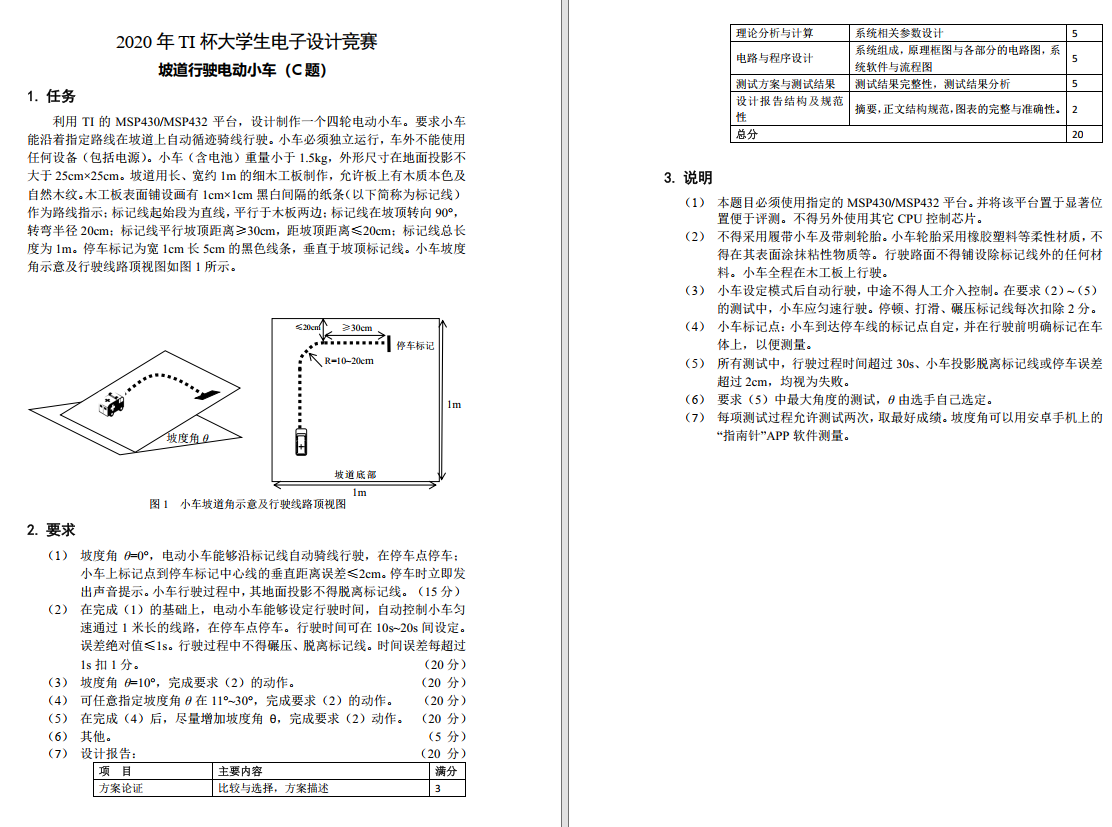 2020 年 TI 杯大学生电子设计竞赛
坡道行驶电动小车（C 题）
1. 任务
利用 TI 的 MSP430/MSP432 平台，设计制作一个四轮电动小车。要求小车
能沿着指定路线在坡道上自动循迹骑线行驶。小车必须独立运行，车外不能使用
任何设备（包括电源）。小车（含电池）重量小于 1.5kg，外形尺寸在地面投影不
大于 25cm×25cm。坡道用长、宽约 1m 的细木工板制作，允许板上有木质本色及
自然木纹。木工板表面铺设画有 1cm×1cm 黑白间隔的纸条（以下简称为标记线）
作为路线指示；标记线起始段为直线，平行于木板两边；标记线在坡顶转向 90°，
转弯半径 20cm；标记线平行坡顶距离≥30cm，距坡顶距离≤20cm；标记线总长
度为 1m。停车标记为宽 1cm 长 5cm 的黑色线条，垂直于坡顶标记线。小车坡度
角示意及行驶线路顶视图如图 1 所示。
≤20cm
≥30cm
停车标记
R=10~20cm
1m
坡度角 θ
坡道底部
1m
图 1 小车坡道角示意及行驶线路顶视图
2. 要求
（1） 坡度角 θ=0°，电动小车能够沿标记线自动骑线行驶，在停车点停车；
小车上标记点到停车标记中心线的垂直距离误差≤2cm。停车时立即发
出声音提示。小车行驶过程中，其地面投影不得脱离标记线。（15 分）
（2） 在完成（1）的基础上，电动小车能够设定行驶时间，自动控制小车匀
速通过 1 米长的线路，在停车点停车。行驶时间可在 10s~20s 间设定。
误差绝对值≤1s。行驶过程中不得碾压、脱离标记线。时间误差每超过
1s 扣 1 分。 （20 分）
（3） 坡度角 θ=10°，完成要求（2）的动作。 （20 分）
（4） 可任意指定坡度角 θ 在 11°~30°，完成要求（2）的动作。 （20 分）
（5） 在完成（4）后，尽量增加坡度角 θ，完成要求（2）动作。 （20 分）
（6） 其他。 （5 分）
（7） 设计报告： （20 分）
项 目 主要内容 满分
方案论证 比较与选择，方案描述 3
理论分析与计算 系统相关参数设计 5
电路与程序设计 系统组成，原理框图与各部分的电路图，系
统软件与流程图 5
测试方案与测试结果 测试结果完整性，测试结果分析 5
设计报告结构及规范
性 摘要，正文结构规范，图表的完整与准确性。 2
总分 20
3. 说明
（1） 本题目必须使用指定的 MSP430/MSP432 平台。并将该平台置于显著位
置便于评测。不得另外使用其它 CPU 控制芯片。
（2） 不得采用履带小车及带刺轮胎。小车轮胎采用橡胶塑料等柔性材质，不
得在其表面涂抹粘性物质等。行驶路面不得铺设除标记线外的任何材
料。小车全程在木工板上行驶。
（3） 小车设定模式后自动行驶，中途不得人工介入控制。在要求（2）~（5）
的测试中，小车应匀速行驶。停顿、打滑、碾压标记线每次扣除 2 分。
（4） 小车标记点：小车到达停车线的标记点自定，并在行驶前明确标记在车
体上，以便测量。
（5） 所有测试中，行驶过程时间超过 30s、小车投影脱离标记线或停车误差
超过 2cm，均视为失败。
（6） 要求（5）中最大角度的测试，θ 由选手自己选定。
（7） 每项测试过程允许测试两次，取最好成绩。坡度角可以用安卓手机上的
“指南针”APP 软件测量。